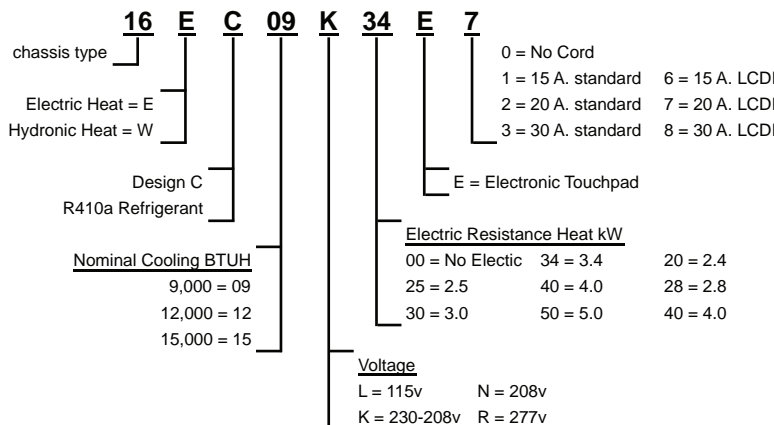 16 E C 09 K 34 E 7
chassis type
0 = No Cord
1 = 15 A. standard 6 = 15 A. LCDI
2 = 20 A. standard 7 = 20 A. LCDI
3 = 30 A. standard 8 = 30 A. LCDI
Electric Heat = E
Hydronic Heat = W
Design C
R410a Refrigerant
E = Electronic Touchpad
Electric Resistance Heat kW
00 = No Electic 34 = 3.4 20 = 2.4
25 = 2.5 40 = 4.0 28 = 2.8
30 = 3.0 50 = 5.0 40 = 4.0
Nominal Cooling BTUH
9,000 = 09
12,000 = 12
15,000 = 15
Voltage
L = 115v N = 208v
K = 230-208v R = 277v